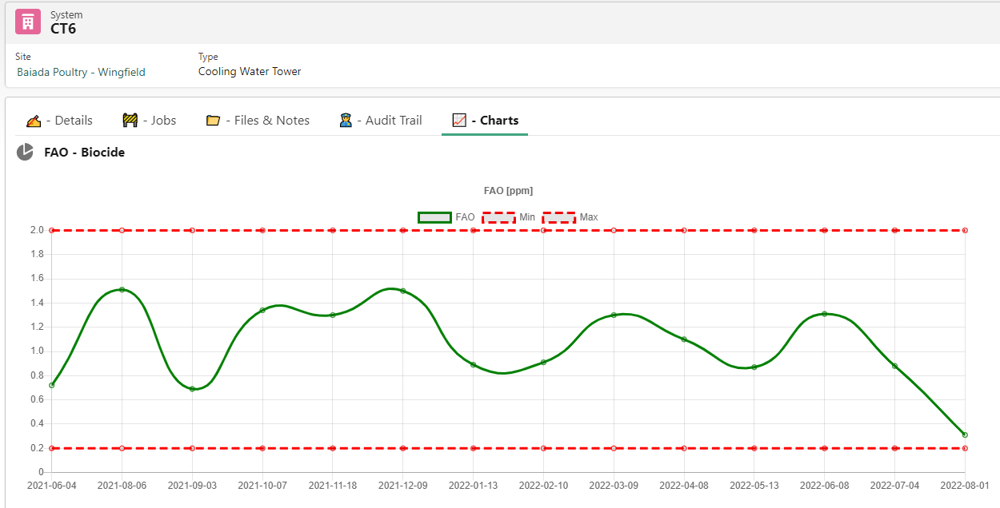 System
CT6
Site Type
Baiada Poultry - Wingfield Cooling Water Tower
- Details - Jobs - Files & Notes - Audit Trail - Charts
FAO - Biocide
FAO [ppm]
FAO Min Max
2.0
1.8
1.6
1.4
1.2
1.0
0.8
0.6
0.4
0.2
0
2021-06-04 2021-08-06 2021-09-03 2021-10-07 2021-11-18 2021-12-09 2022-01-13 2022-02-10 2022-03-09 2022-04-08 2022-05-13 2022-06-08 2022-07-04 2022-08-01